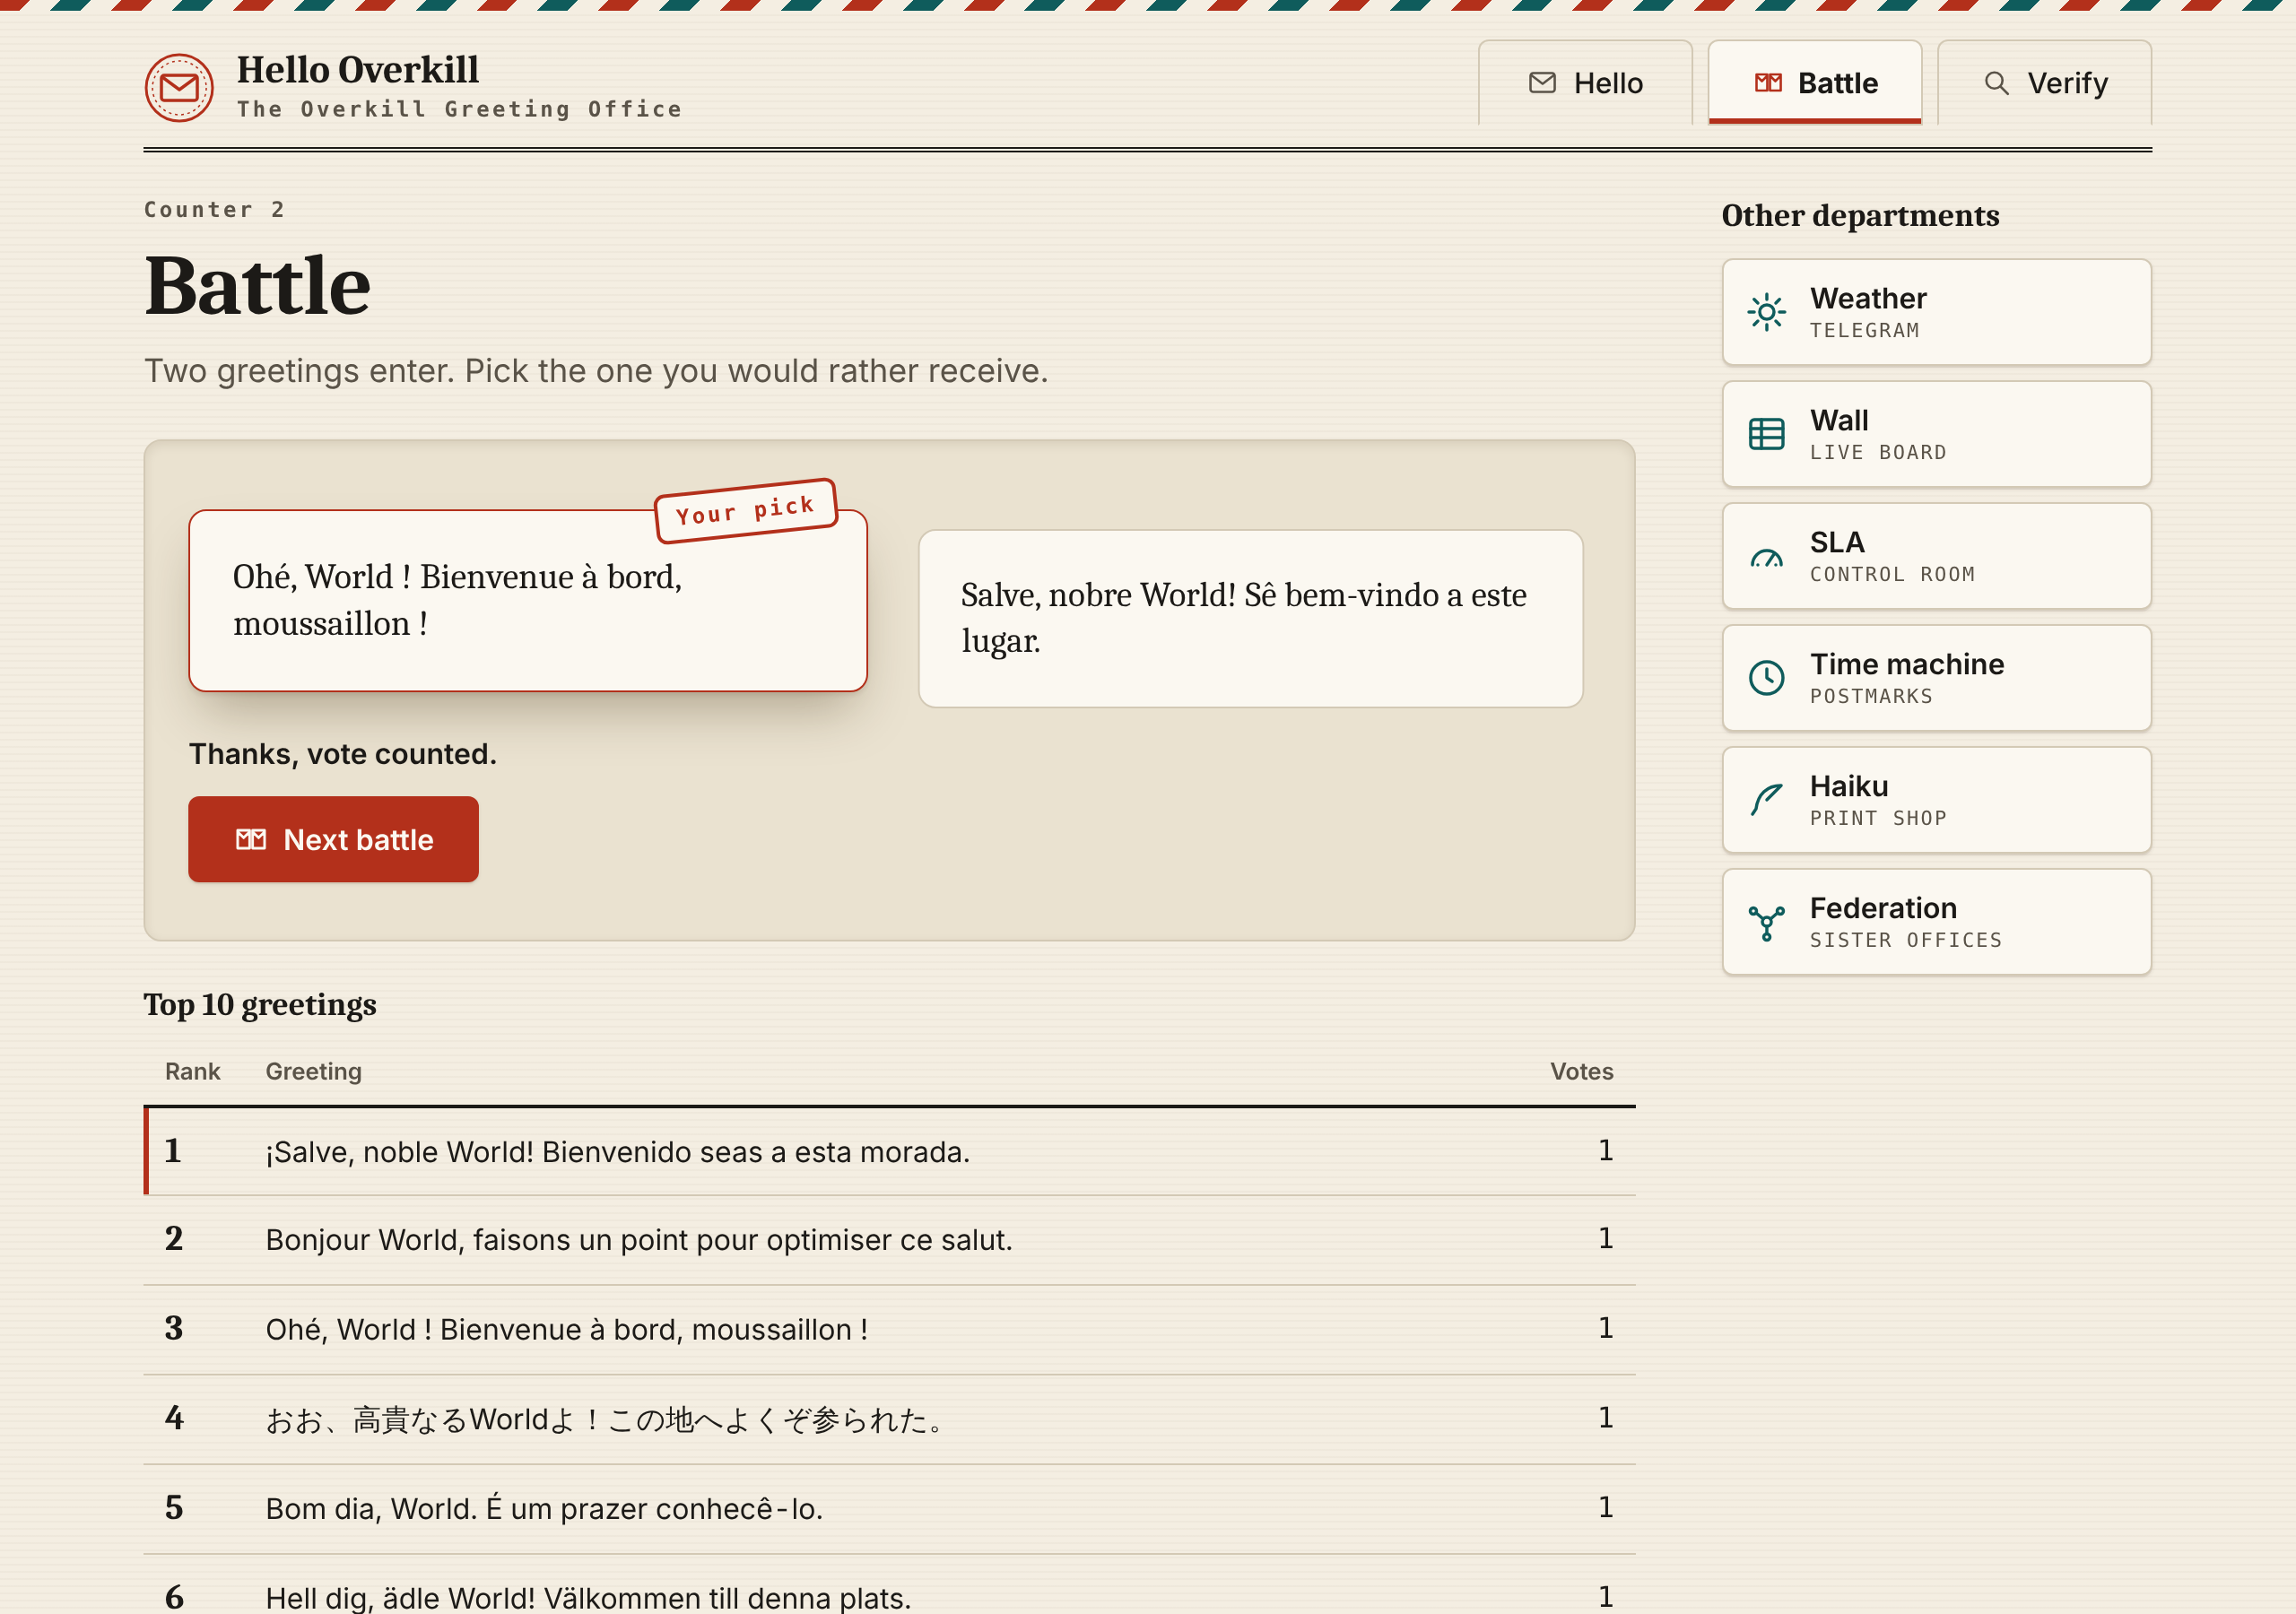 Hello Overkill
The Overkill Greeting Office
Hello
Battle
Verify
Counter 2
Battle
Two greetings enter. Pick the one you would rather receive.
Your pick
Ohé, World ! Bienvenue à bord,
moussaillon !
Salve, nobre World! Sê bem-vindo a este
lugar.
Thanks, vote counted.
Next battle
Top 10 greetings
Rank Greeting Votes
1 ¡Salve, noble World! Bienvenido seas a esta morada. 1
2 Bonjour World, faisons un point pour optimiser ce salut. 1
3 Ohé, World ! Bienvenue à bord, moussaillon ! 1
4 おお、高貴なるWorldよ！この地へよくぞ参られた。 1
5 Bom dia, World. É um prazer conhecê-lo. 1
6 Hell dig, ädle World! Välkommen till denna plats. 1
Other departments
Weather
TELEGRAM
Wall
LIVE BOARD
SLA
CONTROL ROOM
Time machine
POSTMARKS
Haiku
PRINT SHOP
Federation
SISTER OFFICES